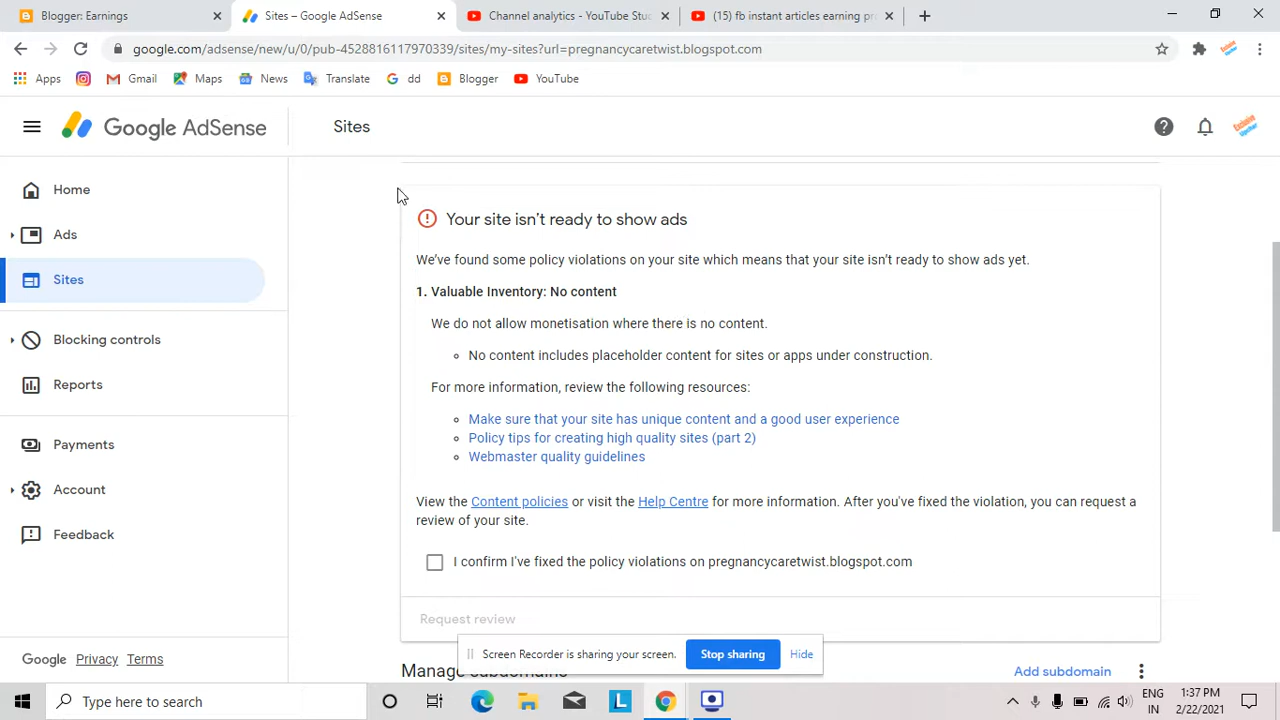 Blogger: Earnings
Sites – Google AdSense
Channel analytics - YouTube Stu
(15) fb instant articles earning pr
google.com/adsense/new/u/0/pub-4528816117970339/sites/my-sites?url=pregnancycaretwist.blogspot.com
Apps
Gmail
Maps
News
Translate
dd
Blogger
YouTube
Google AdSense
Sites
Home
Ads
Sites
Blocking controls
Reports
Payments
Account
Feedback
Google Privacy Terms
Your site isn't ready to show ads
We've found some policy violations on your site which means that your site isn't ready to show ads yet.
1. Valuable Inventory: No content
We do not allow monetisation where there is no content.
No content includes placeholder content for sites or apps under construction.
For more information, review the following resources:
Make sure that your site has unique content and a good user experience
Policy tips for creating high quality sites (part 2)
Webmaster quality guidelines
View the Content policies or visit the Help Centre for more information. After you've fixed the violation, you can request a
review of your site.
I confirm I've fixed the policy violations on pregnancycaretwist.blogspot.com
Request review
Screen Recorder is sharing your screen.
Stop sharing
Hide
Manage subdomains
Add subdomain
Type here to search
ENG
IN
1:37 PM
2/22/2021